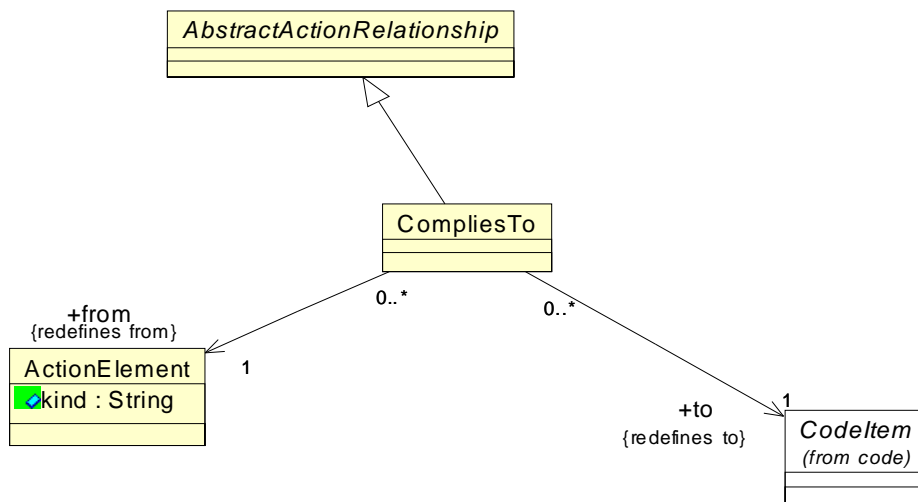 AbstractActionRelationship
CompliesTo
0..*
0..*
+from
{redefines from}
1
ActionElement
kind : String
+to
{redefines to}
1
CodeItem
(from code)